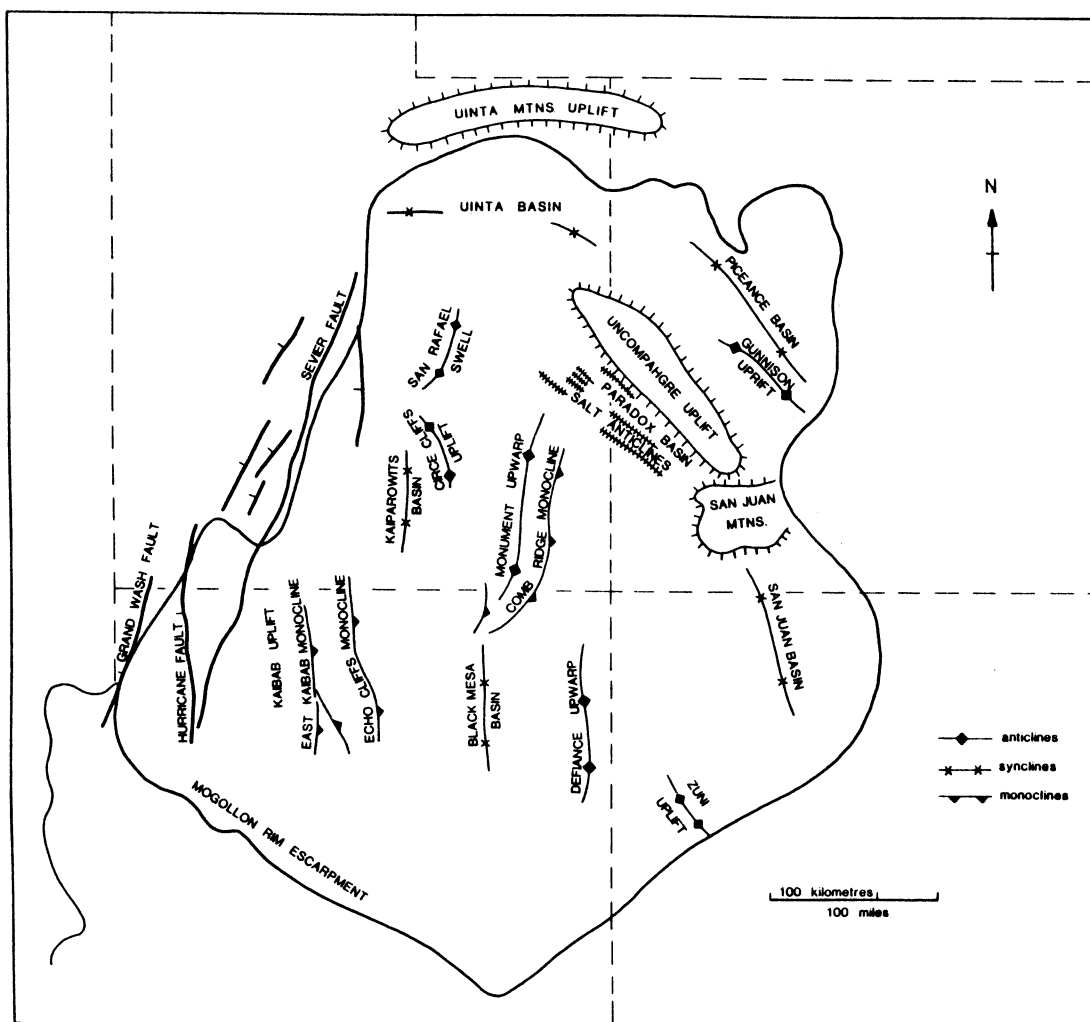 UINTA MTNS. UPLIFT
N
UINTA BASIN
PICEANCE BASIN
SEVIER FAULT
SAN RAFAEL
SWELL
UNCOMPAHGRE UPLIFT
GUNNISON
UPRIFT
PARADOX BASIN
SALT ANTICLINES
CIRCE CLIFFS
UPLIFT
KAIPAROWITS
BASIN
MONUMENT UPWARP
COMB RIDGE MONOCLINE
SAN JUAN
MTNS.
GRAND WASH FAULT
HURRICANE FAULT
KAIBAB UPLIFT
EAST KAIBAB MONOCLINE
ECHO CLIFFS MONOCLINE
BLACK MESA
BASIN
DEFIANCE UPWARP
SAN JUAN BASIN
ZUNI
UPLIFT
MOGOLLON RIM ESCARPMENT
anticlines
synclines
monoclines
100 kilometres
100 miles